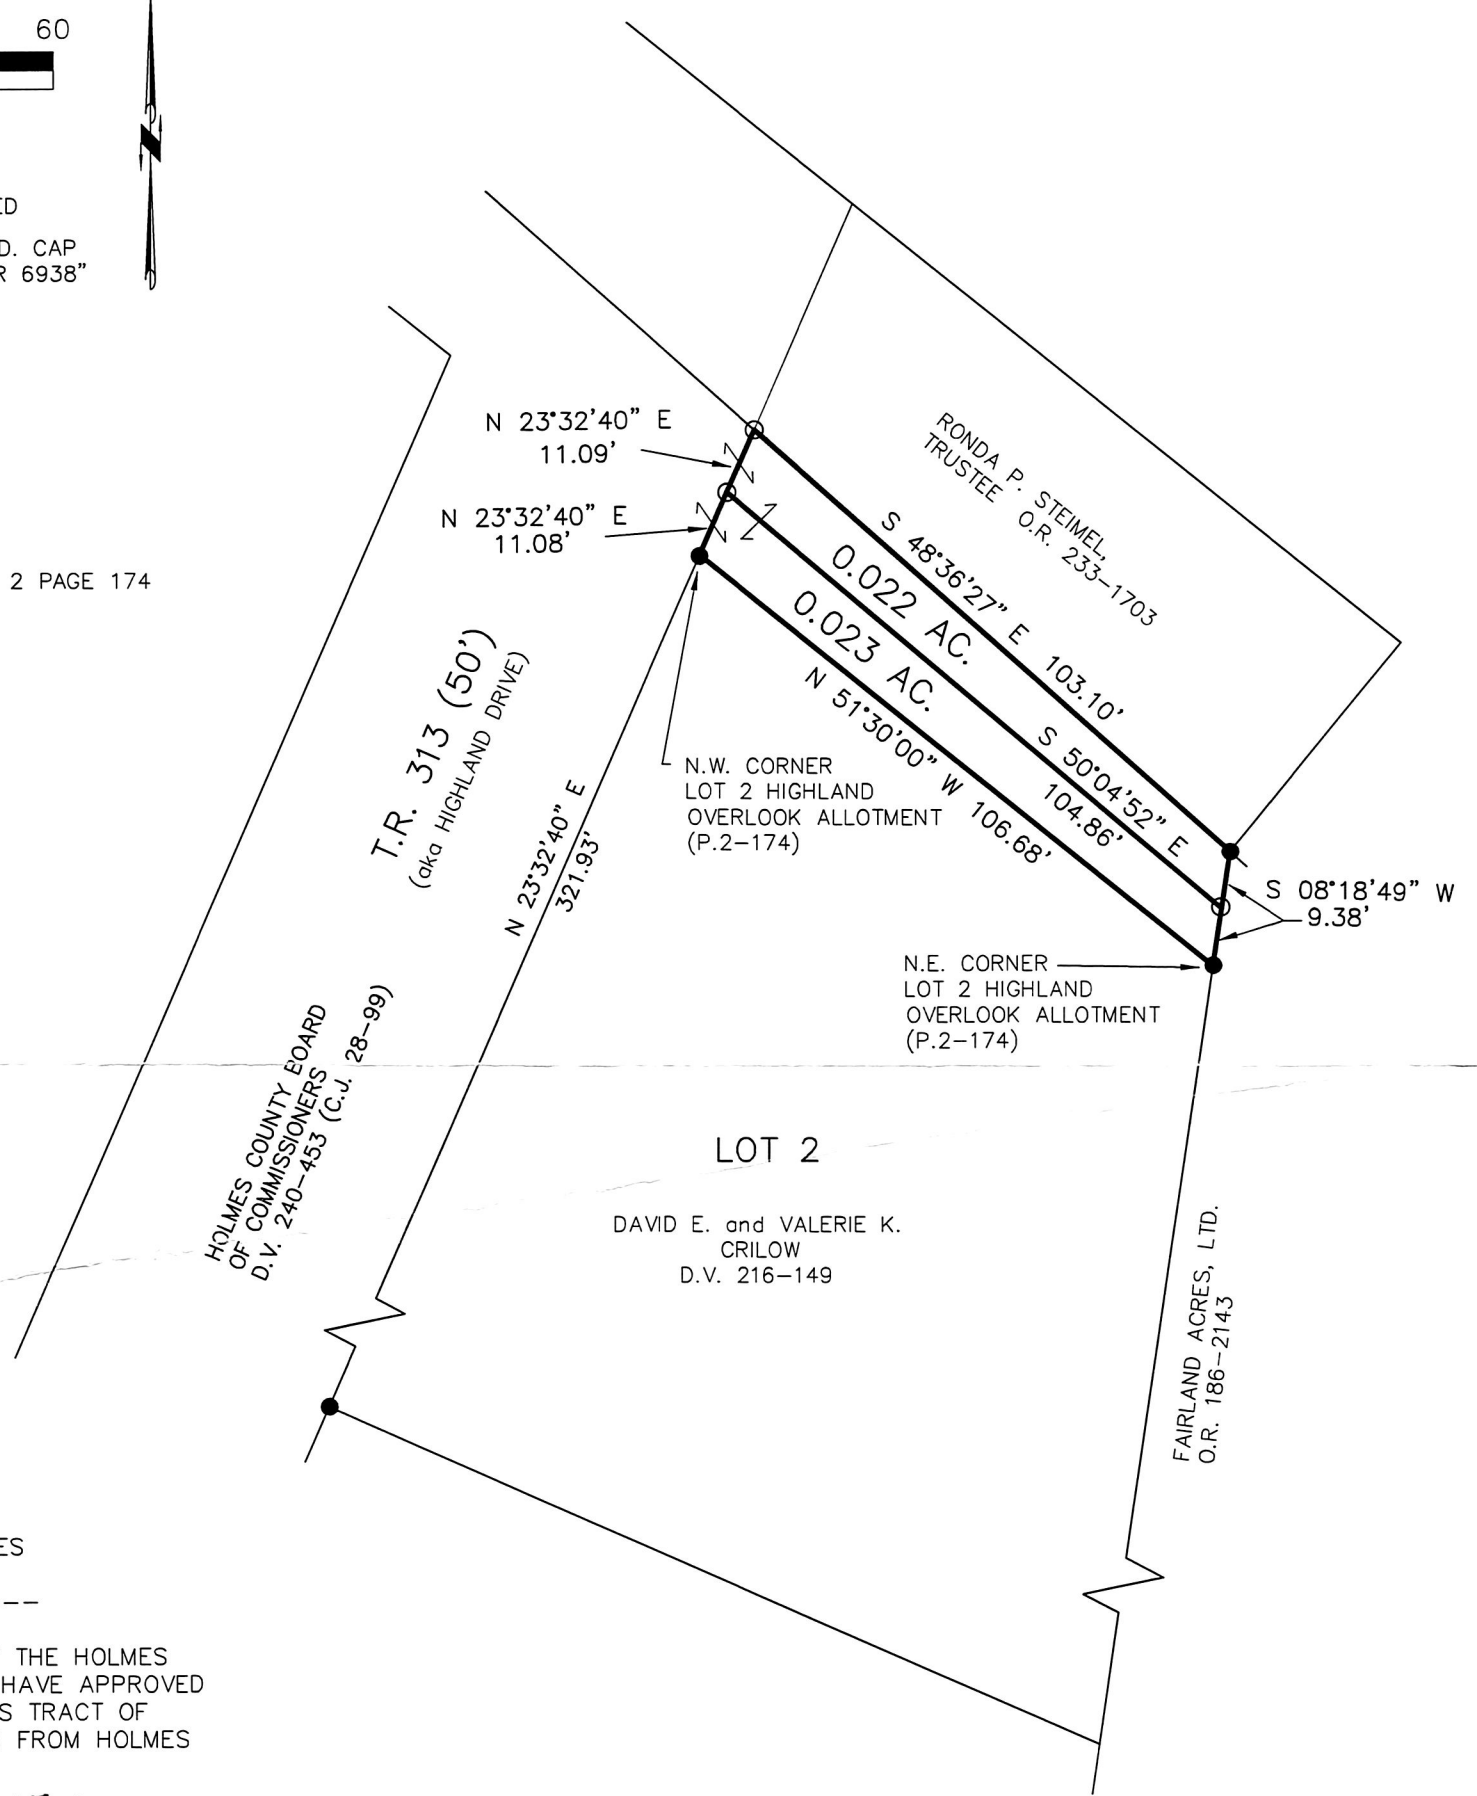 60
ED
D. CAP
R 6938"
N 23°32'40" E
11.09'
N 23°32'40" E
11.08'
RONDA P. STEIMEL,
TRUSTEE O.R. 233-1703
S 48°36'27" E 103.10'
0.022 AC.
0.023 AC.
S 50°04'52" E
104.86'
N 51°30'00" W 106.68'
2 PAGE 174
T.R. 313 (50')
(aka HIGHLAND DRIVE)
N.W. CORNER
LOT 2 HIGHLAND
OVERLOOK ALLOTMENT
(P.2-174)
N 23°32'40" E
321.93'
S 08°18'49" W
9.38'
N.E. CORNER
LOT 2 HIGHLAND
OVERLOOK ALLOTMENT
(P.2-174)
HOLMES COUNTY BOARD
OF COMMISSIONERS
D.V. 240-453 (C.J. 28-99)
LOT 2
DAVID E. and VALERIE K.
CRILOW
D.V. 216-149
FAIRLAND ACRES, LTD.
O.R. 186-2143
ES
--
THE HOLMES
HAVE APPROVED
S TRACT OF
FROM HOLMES